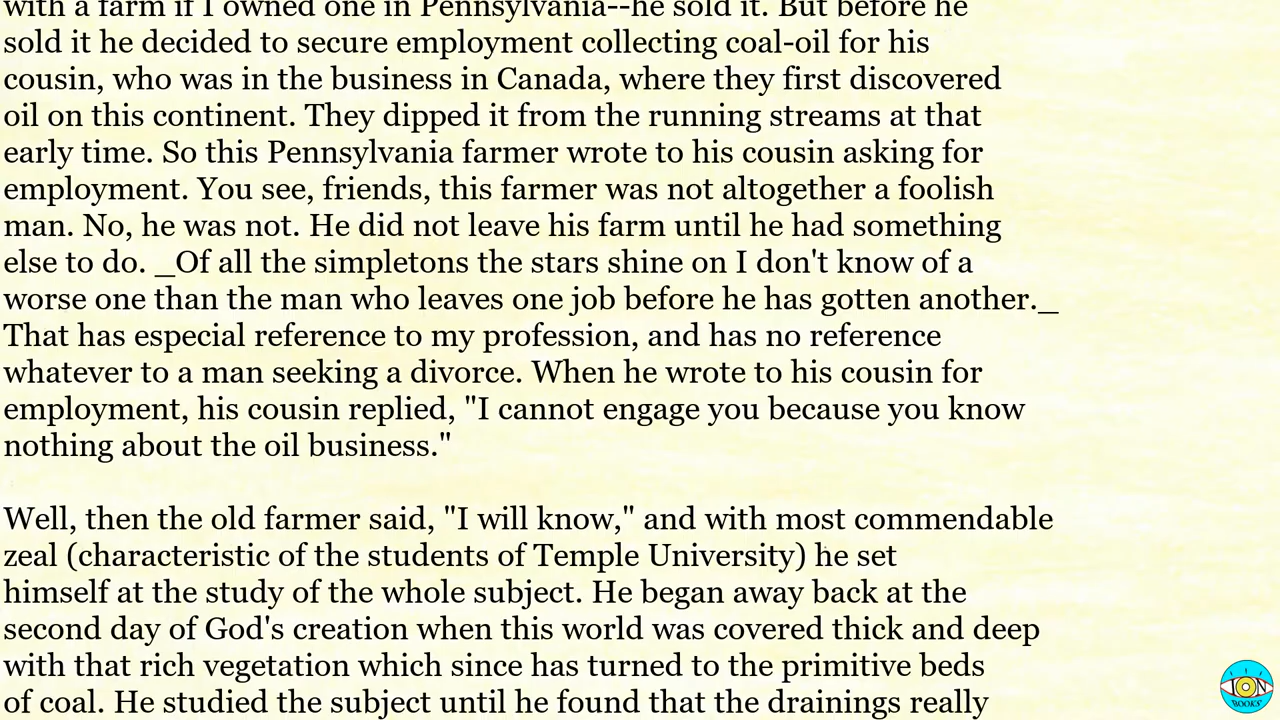 with a farm if I owned one in Pennsylvania--he sold it. But before he
sold it he decided to secure employment collecting coal-oil for his
cousin, who was in the business in Canada, where they first discovered
oil on this continent. They dipped it from the running streams at that
early time. So this Pennsylvania farmer wrote to his cousin asking for
employment. You see, friends, this farmer was not altogether a foolish
man. No, he was not. He did not leave his farm until he had something
else to do. _Of all the simpletons the stars shine on I don't know of a
worse one than the man who leaves one job before he has gotten another._
That has especial reference to my profession, and has no reference
whatever to a man seeking a divorce. When he wrote to his cousin for
employment, his cousin replied, "I cannot engage you because you know
nothing about the oil business."
Well, then the old farmer said, "I will know," and with most commendable
zeal (characteristic of the students of Temple University) he set
himself at the study of the whole subject. He began away back at the
second day of God's creation when this world was covered thick and deep
with that rich vegetation which since has turned to the primitive beds
of coal. He studied the subject until he found that the drainings really
ION
BOOKS